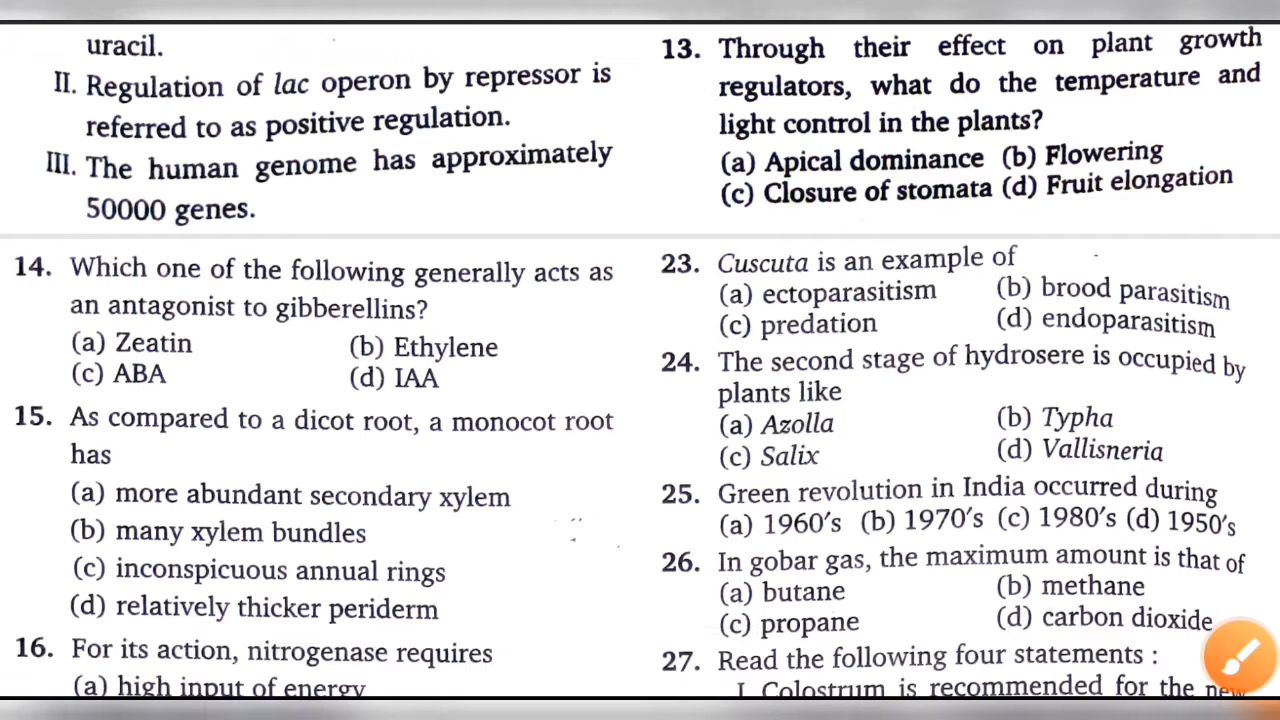 uracil.
II. Regulation of lac operon by repressor is
referred to as positive regulation.
III. The human genome has approximately
50000 genes.
13. Through their effect on plant growth
regulators, what do the temperature and
light control in the plants?
(a) Apical dominance (b) Flowering
(c) Closure of stomata (d) Fruit elongation
14. Which one of the following generally acts as
an antagonist to gibberellins?
(a) Zeatin (b) Ethylene
(c) ABA (d) IAA
15. As compared to a dicot root, a monocot root
has
(a) more abundant secondary xylem
(b) many xylem bundles
(c) inconspicuous annual rings
(d) relatively thicker periderm
16. For its action, nitrogenase requires
(a) high input of energy
23. Cuscuta is an example of
(a) ectoparasitism (b) brood parasitism
(c) predation (d) endoparasitism
24. The second stage of hydrosere is occupied by
plants like
(a) Azolla (b) Typha
(c) Salix (d) Vallisneria
25. Green revolution in India occurred during
(a) 1960's (b) 1970's (c) 1980's (d) 1950's
26. In gobar gas, the maximum amount is that of
(a) butane (b) methane
(c) propane (d) carbon dioxide
27. Read the following four statements :
I. Colostrum is recommended for the new